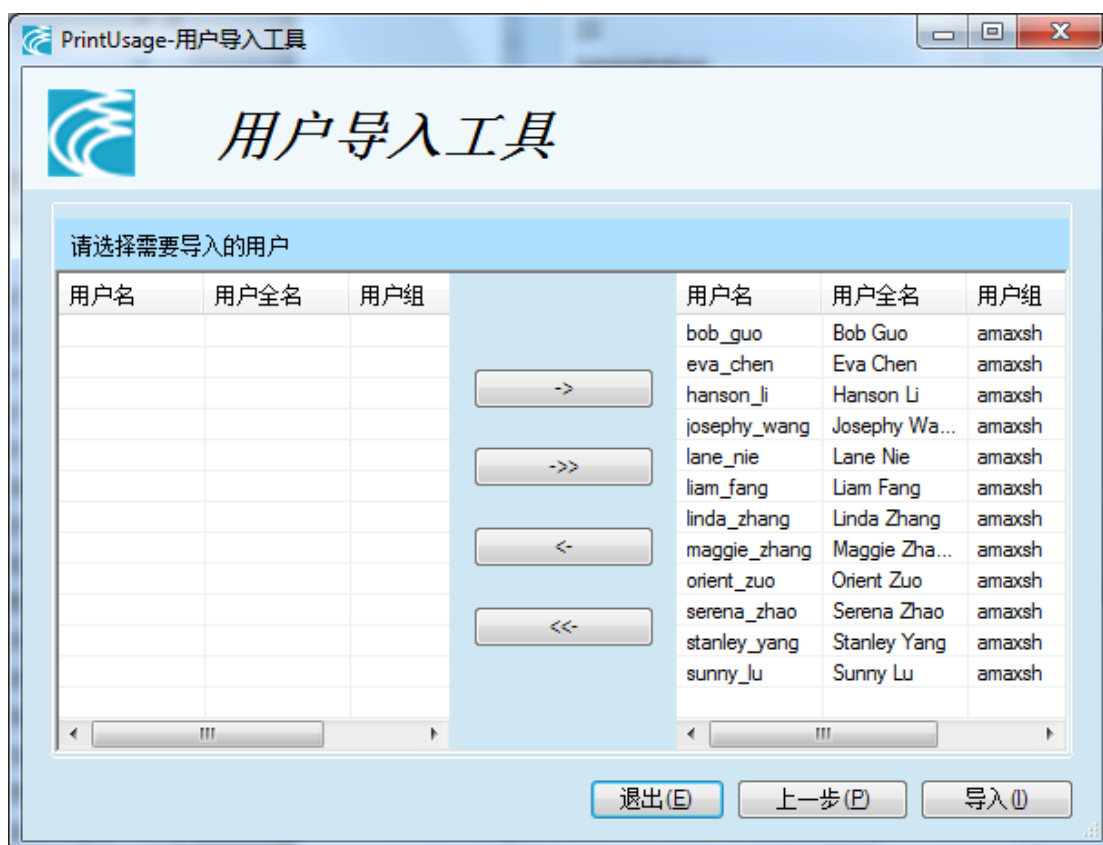 PrintUsage-用户导入工具
用户导入工具
请选择需要导入的用户
用户名 用户全名 用户组 用户名 用户全名 用户组
bob_guo Bob Guo amaxsh
eva_chen Eva Chen amaxsh
->
hanson_li Hanson Li amaxsh
josephy_wang Josephy Wa... amaxsh
->>
lane_nie Lane Nie amaxsh
liam_fang Liam Fang amaxsh
linda_zhang Linda Zhang amaxsh
<-
maggie_zhang Maggie Zha... amaxsh
orient_zuo Orient Zuo amaxsh
serena_zhao Serena Zhao amaxsh
<<-
stanley_yang Stanley Yang amaxsh
sunny_lu Sunny Lu amaxsh
退出(E) 上一步(P) 导入(I)